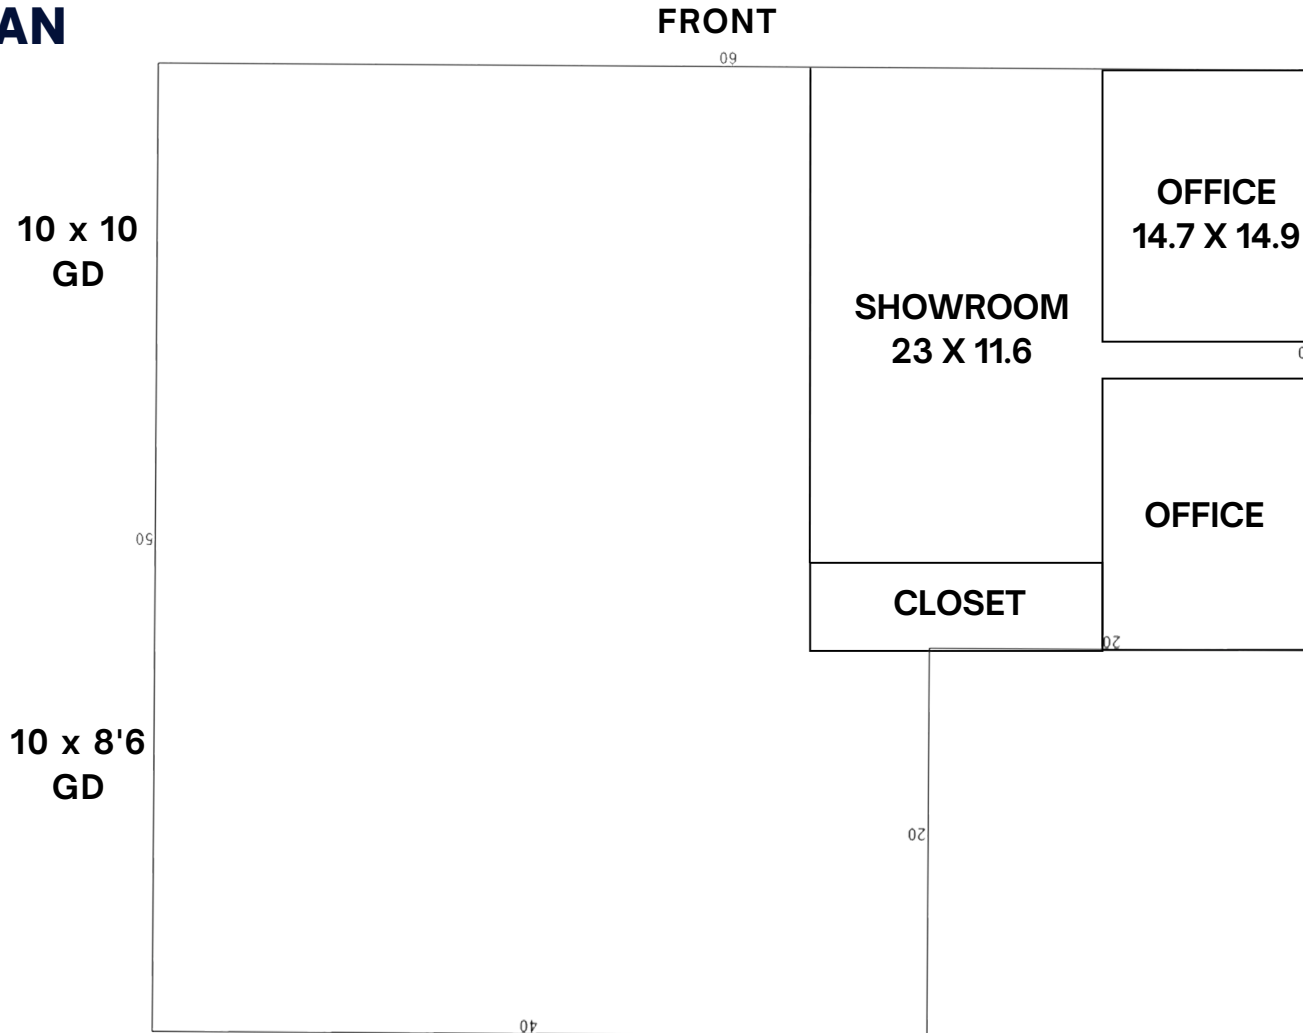 AN
FRONT
60
10 x 10
GD
OFFICE
14.7 X 14.9
SHOWROOM
23 X 11.6
OFFICE
50
CLOSET
20
10 x 8'6
GD
20
40